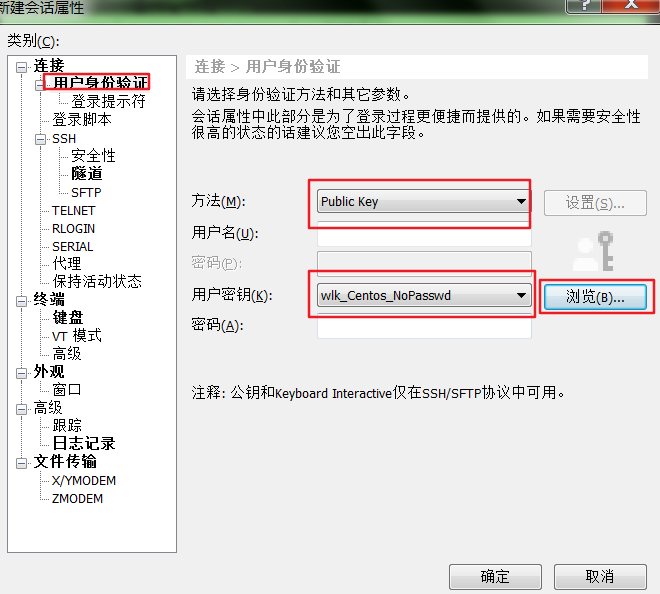 新建会话属性
类别(C):
连接
用户身份验证
登录提示符
登录脚本
SSH
安全性
隧道
SFTP
TELNET
RLOGIN
SERIAL
代理
保持活动状态
终端
键盘
VT 模式
高级
外观
窗口
高级
跟踪
日志记录
文件传输
X/YMODEM
ZMODEM
连接 > 用户身份验证
请选择身份验证方法和其它参数。
会话属性中此部分是为了登录过程更便捷而提供的。如果需要安全性
很高的状态的话建议您空出此字段。
方法(M):
Public Key
设置(S)...
用户名(U):
密码(P):
用户密钥(K):
wlk_Centos_NoPasswd
浏览(B)...
密码(A):
注释: 公钥和Keyboard Interactive仅在SSH/SFTP协议中可用。
确定
取消